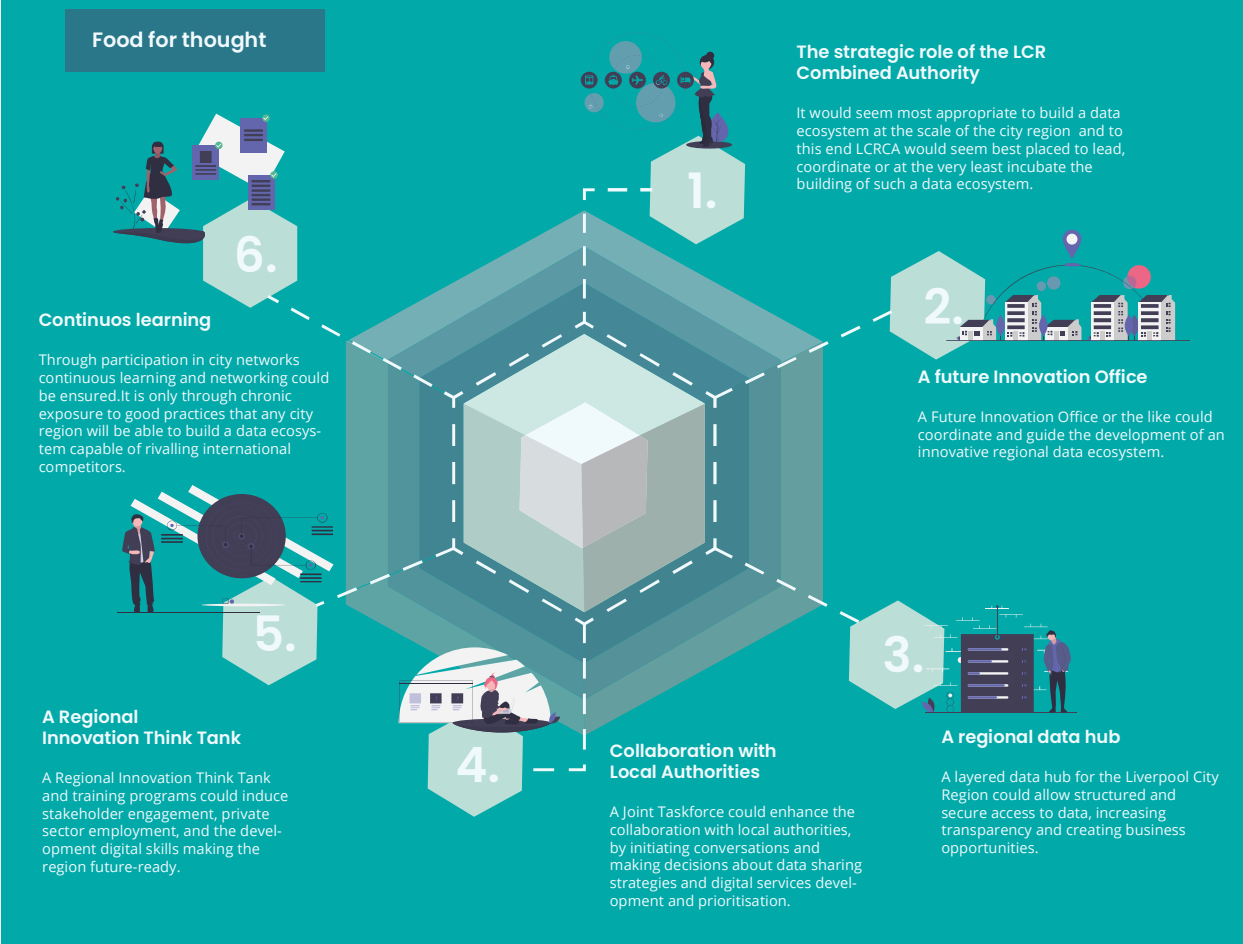 Food for thought
1.
The strategic role of the LCR
Combined Authority
It would seem most appropriate to build a data
ecosystem at the scale of the city region  and to
this end LCRCA would seem best placed to lead,
coordinate or at the very least incubate the
building of such a data ecosystem.
2.
A future Innovation Office
A Future Innovation Office or the like could
coordinate and guide the development of an
innovative regional data ecosystem.
3.
A regional data hub
A layered data hub for the Liverpool City
Region could allow structured and
secure access to data, increasing
transparency and creating business
opportunities.
4.
Collaboration with
Local Authorities
A Joint Taskforce could enhance the
collaboration with local authorities,
by initiating conversations and
making decisions about data sharing
strategies and digital services devel-
opment and prioritisation.
5.
A Regional
Innovation Think Tank
A Regional Innovation Think Tank
and training programs could induce
stakeholder engagement, private
sector employment, and the devel-
opment digital skills making the
region future-ready.
6.
Continuos learning
Through participation in city networks
continuous learning and networking could
be ensured.It is only through chronic
exposure to good practices that any city
region will be able to build a data ecosys-
tem capable of rivalling international
competitors.